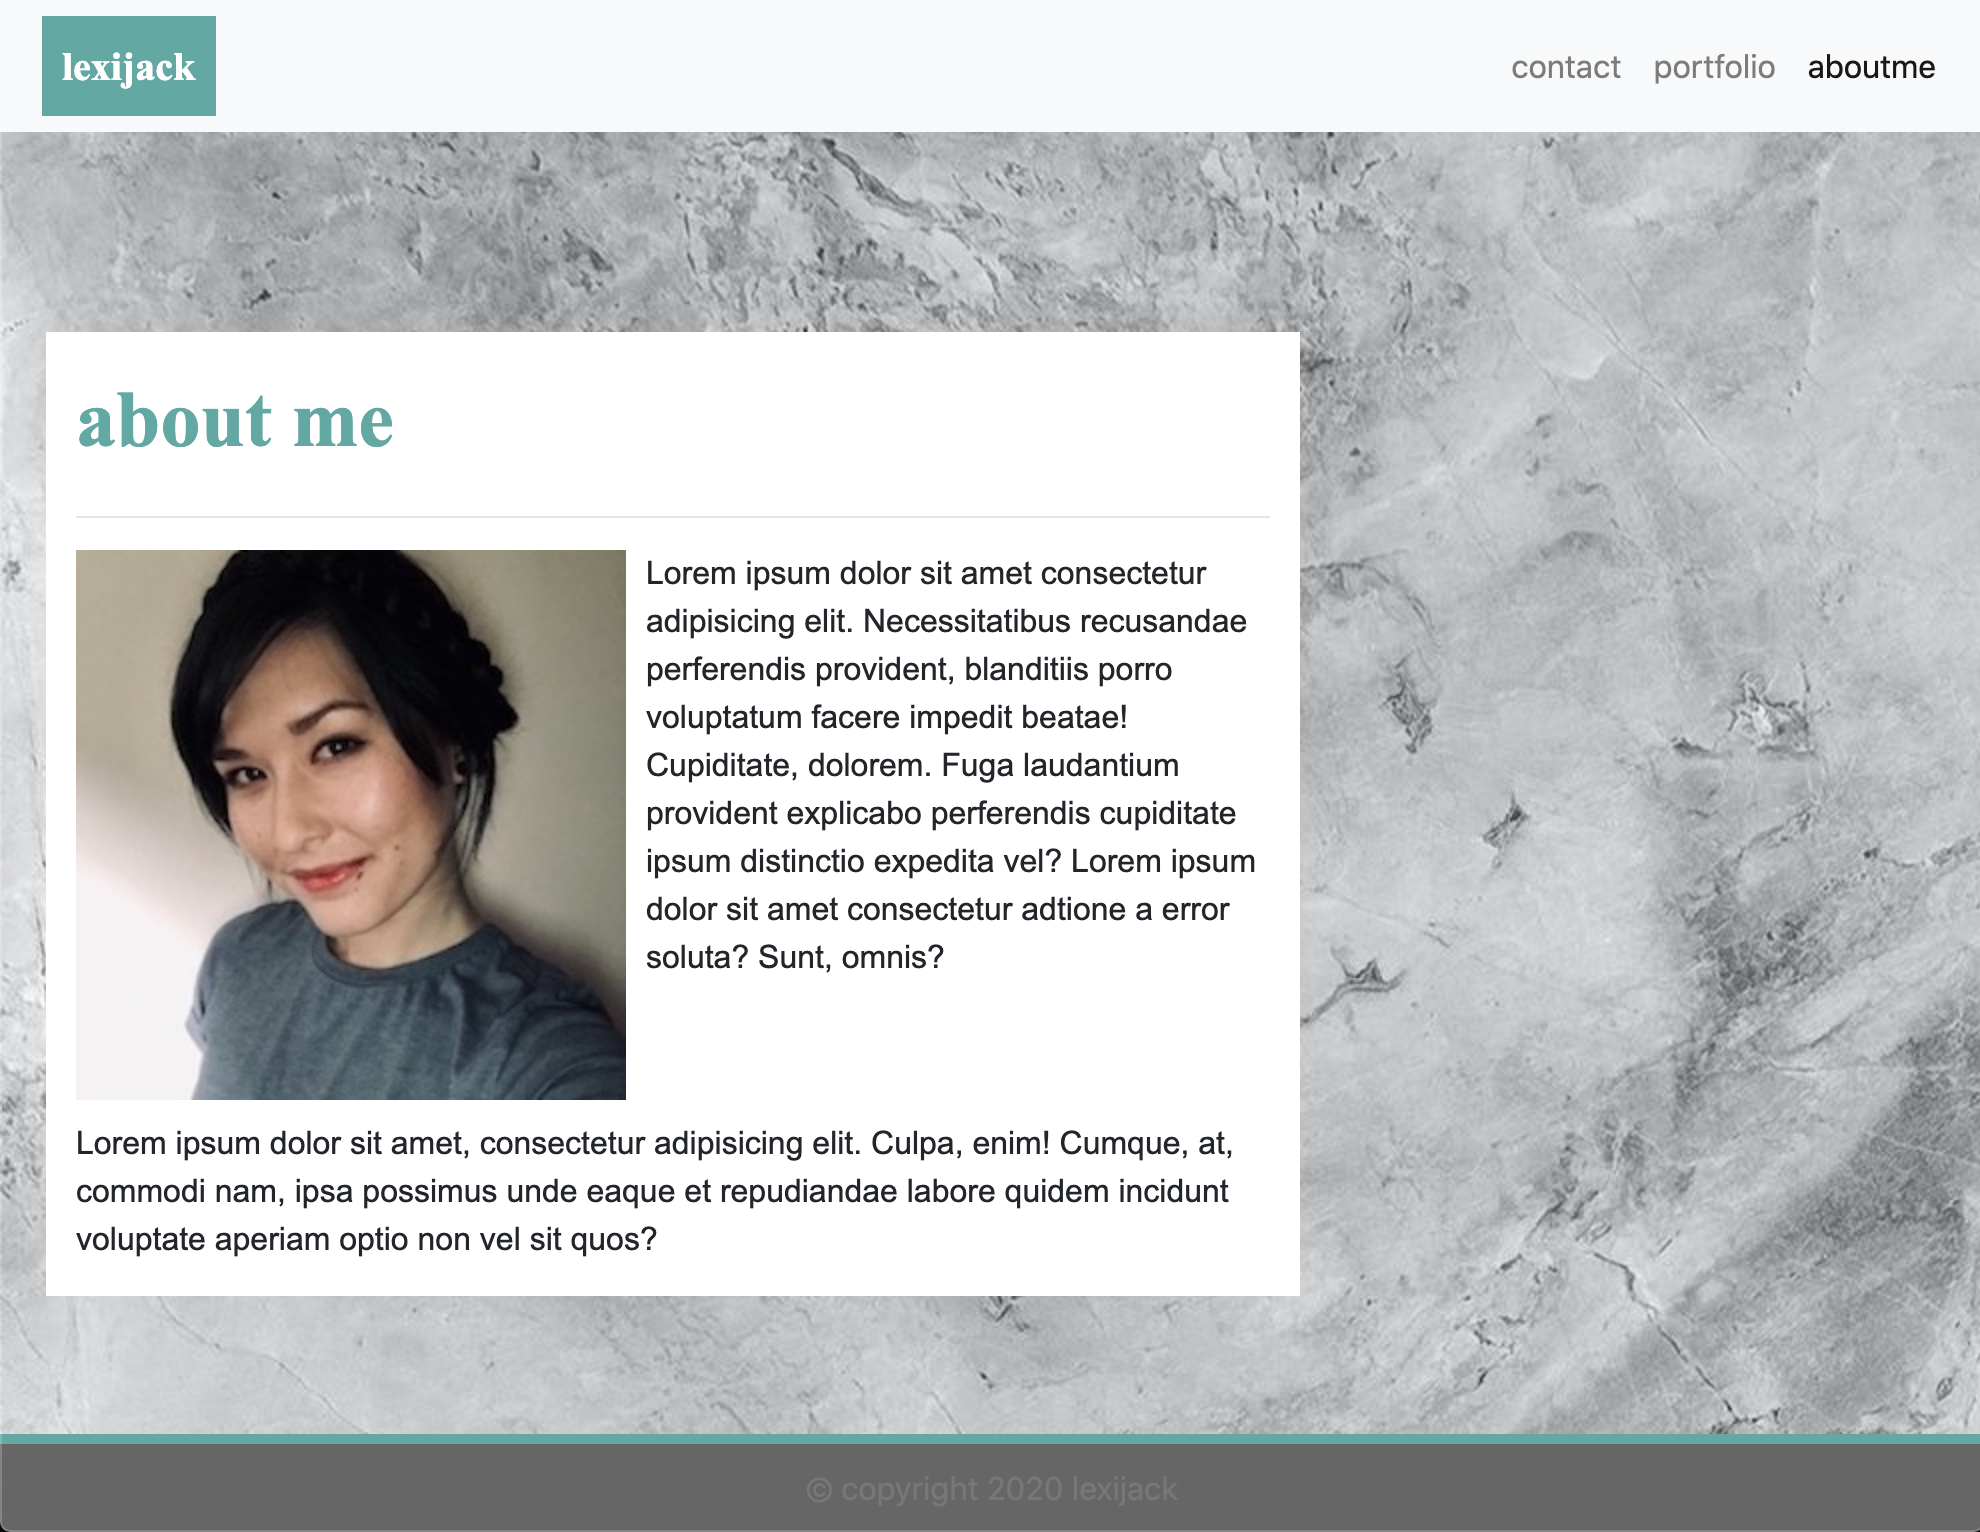 lexijack
contact portfolio aboutme
about me
Lorem ipsum dolor sit amet consectetur
adipisicing elit. Necessitatibus recusandae
perferendis provident, blanditiis porro
voluptatum facere impedit beatae!
Cupiditate, dolorem. Fuga laudantium
provident explicabo perferendis cupiditate
ipsum distinctio expedita vel? Lorem ipsum
dolor sit amet consectetur adtione a error
soluta? Sunt, omnis?
Lorem ipsum dolor sit amet, consectetur adipisicing elit. Culpa, enim! Cumque, at,
commodi nam, ipsa possimus unde eaque et repudiandae labore quidem incidunt
voluptate aperiam optio non vel sit quos?
© copyright 2020 lexijack